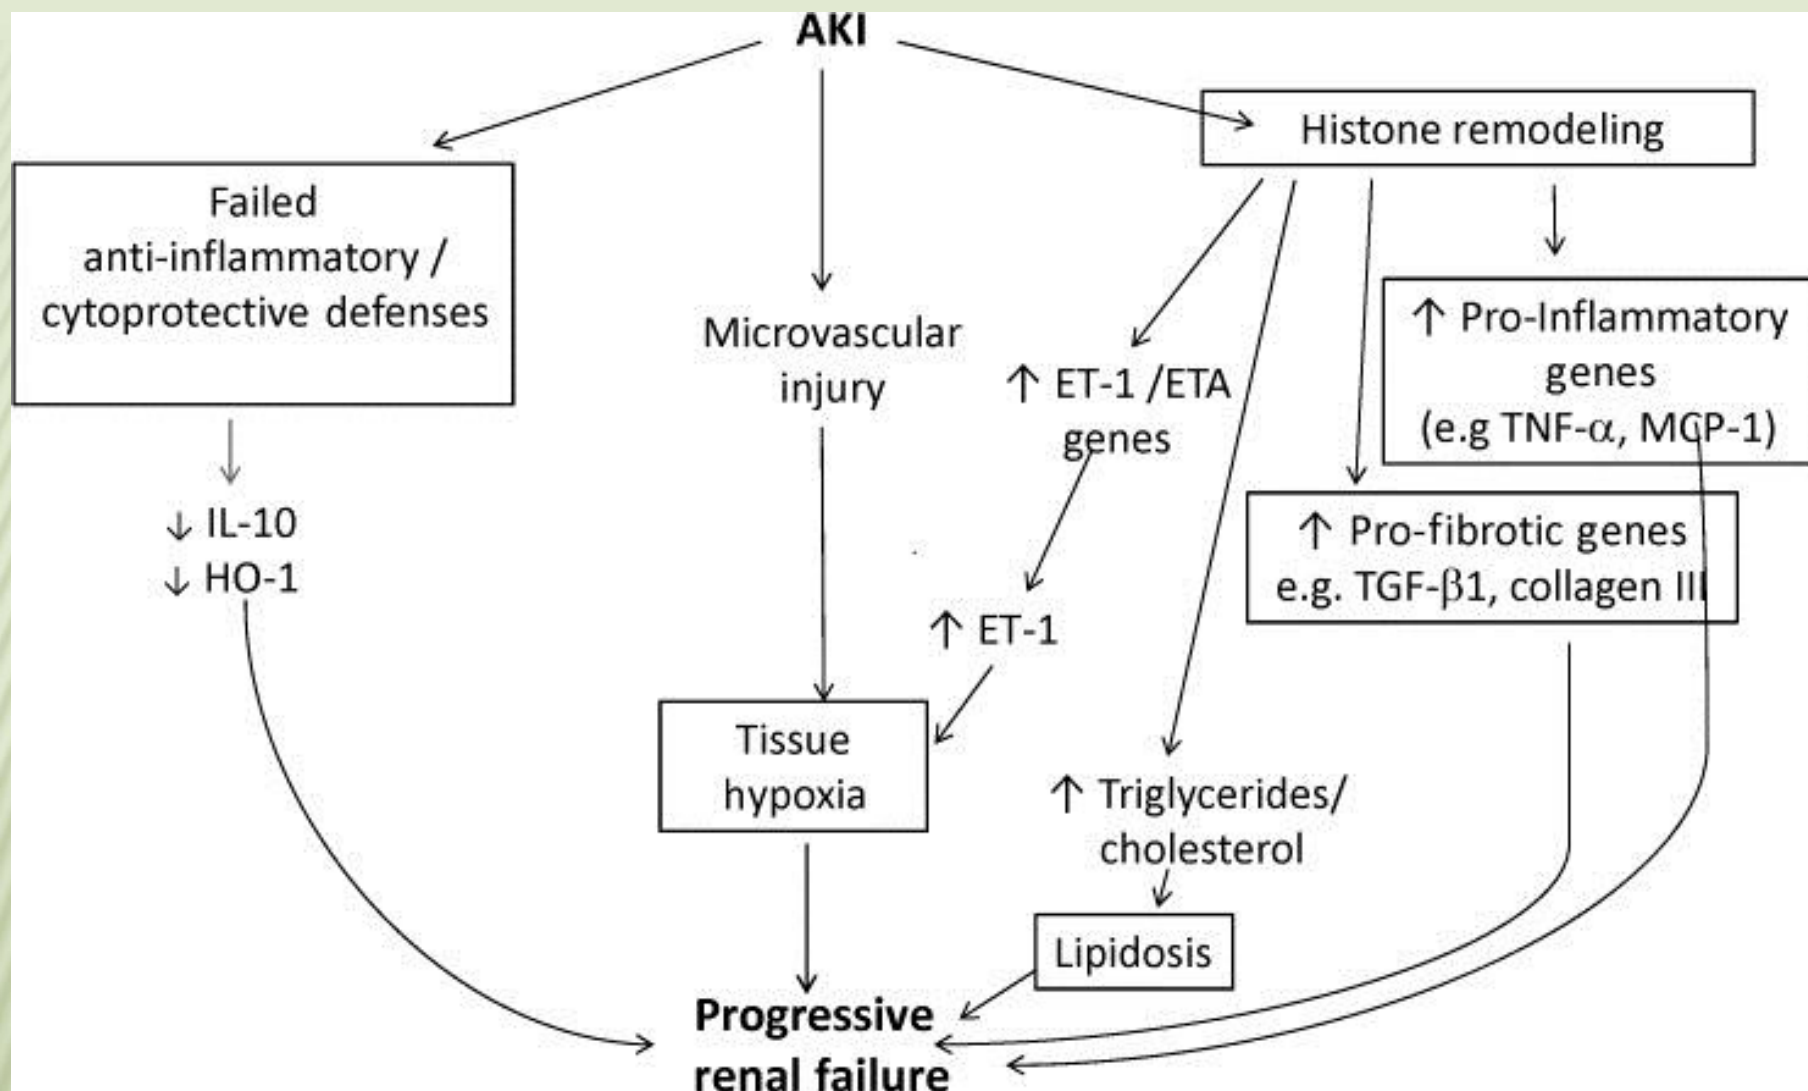 AKI
Histone remodeling
Failed
anti-inflammatory /
cytoprotective defenses
↓ IL-10
↓ HO-1
Microvascular
injury
↑ ET-1 /ETA
genes
↑ Pro-Inflammatory
genes
(e.g TNF-α, MCP-1)
↑ Pro-fibrotic genes
e.g. TGF-β1, collagen III
↑ ET-1
Tissue
hypoxia
↑ Triglycerides/
cholesterol
Lipidosis
Progressive
renal failure